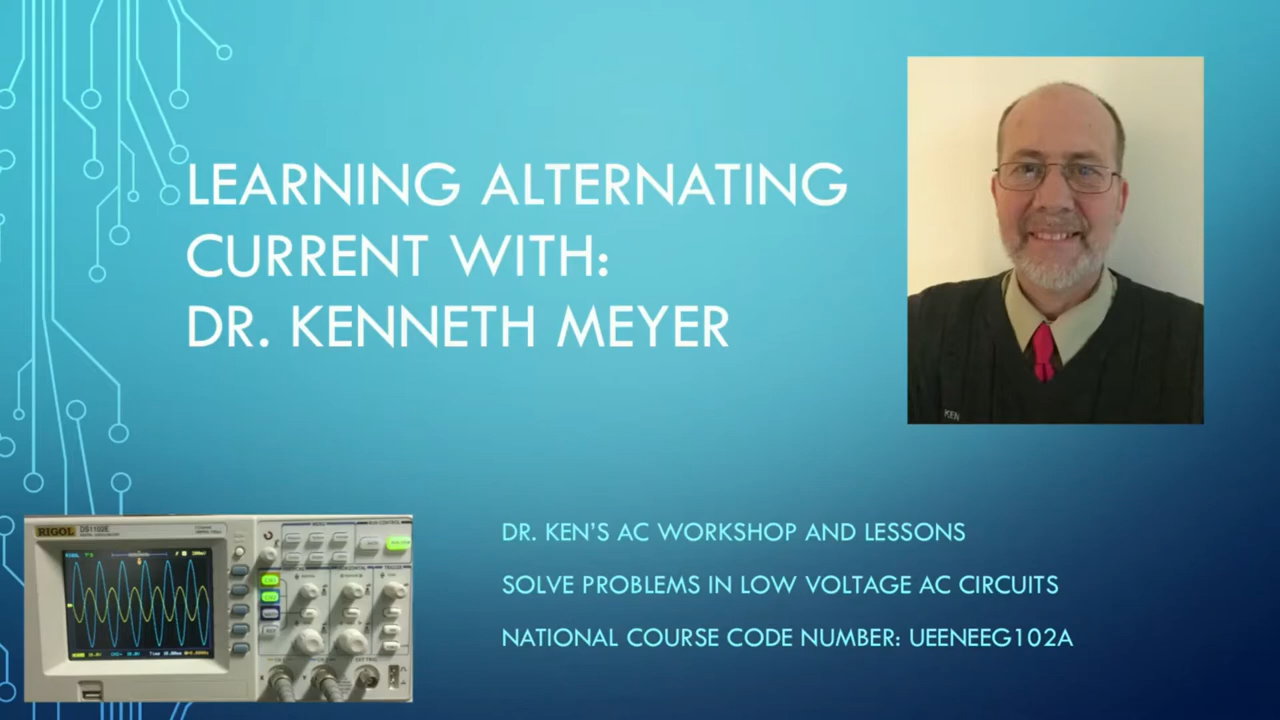 LEARNING ALTERNATING
CURRENT WITH:
DR. KENNETH MEYER
KEN
RIGOL DS1102E
DR. KEN'S AC WORKSHOP AND LESSONS
SOLVE PROBLEMS IN LOW VOLTAGE AC CIRCUITS
NATIONAL COURSE CODE NUMBER: UEENEEG102A